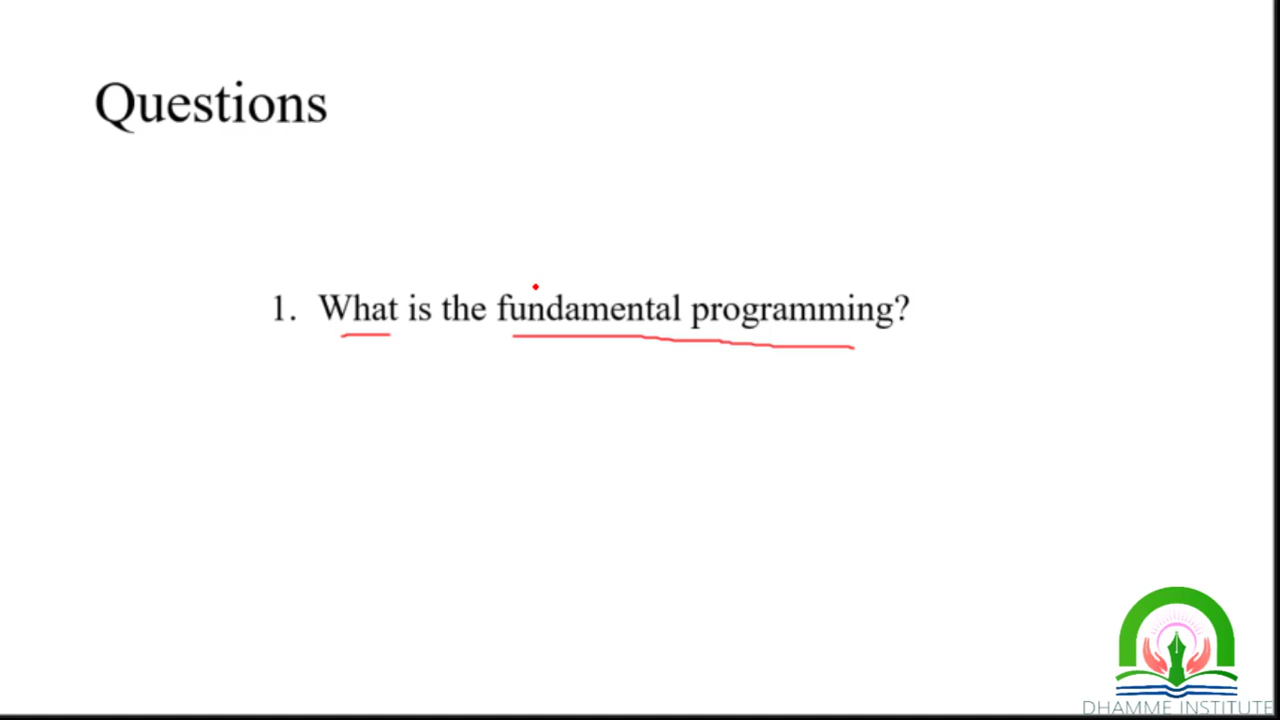 Questions
1. What is the fundamental programming?
DHAMME INSTITUTE